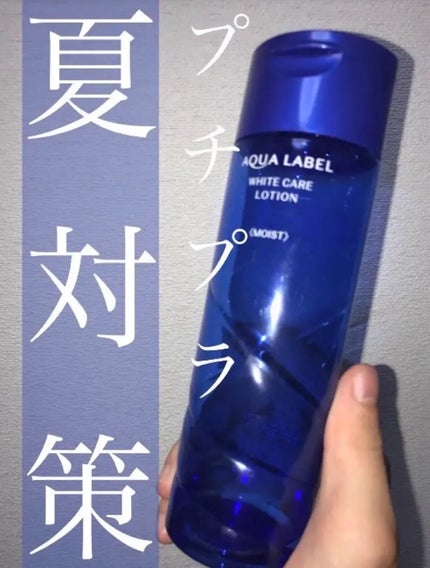 夏対策
プチプラ
AQUA LABEL
WHITE CARE
LOTION
〈MOIST〉